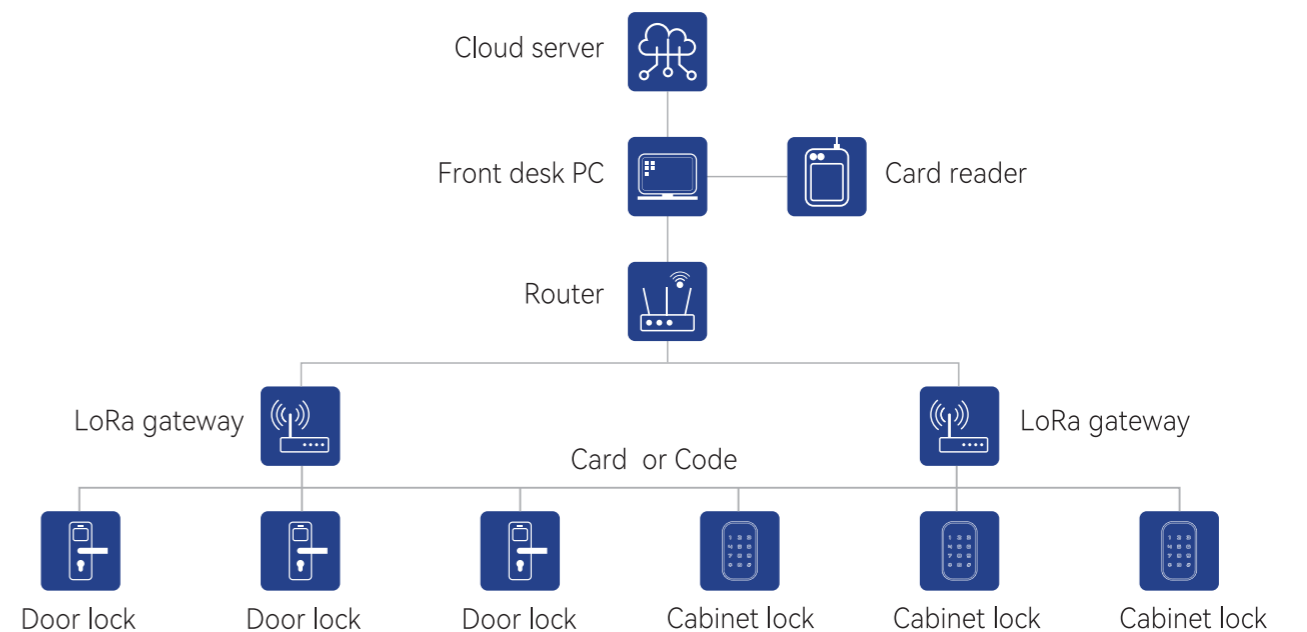 Cloud server
Front desk PC
Card reader
Router
LoRa gateway
LoRa gateway
Card or Code
Door lock
Door lock
Door lock
Cabinet lock
Cabinet lock
Cabinet lock